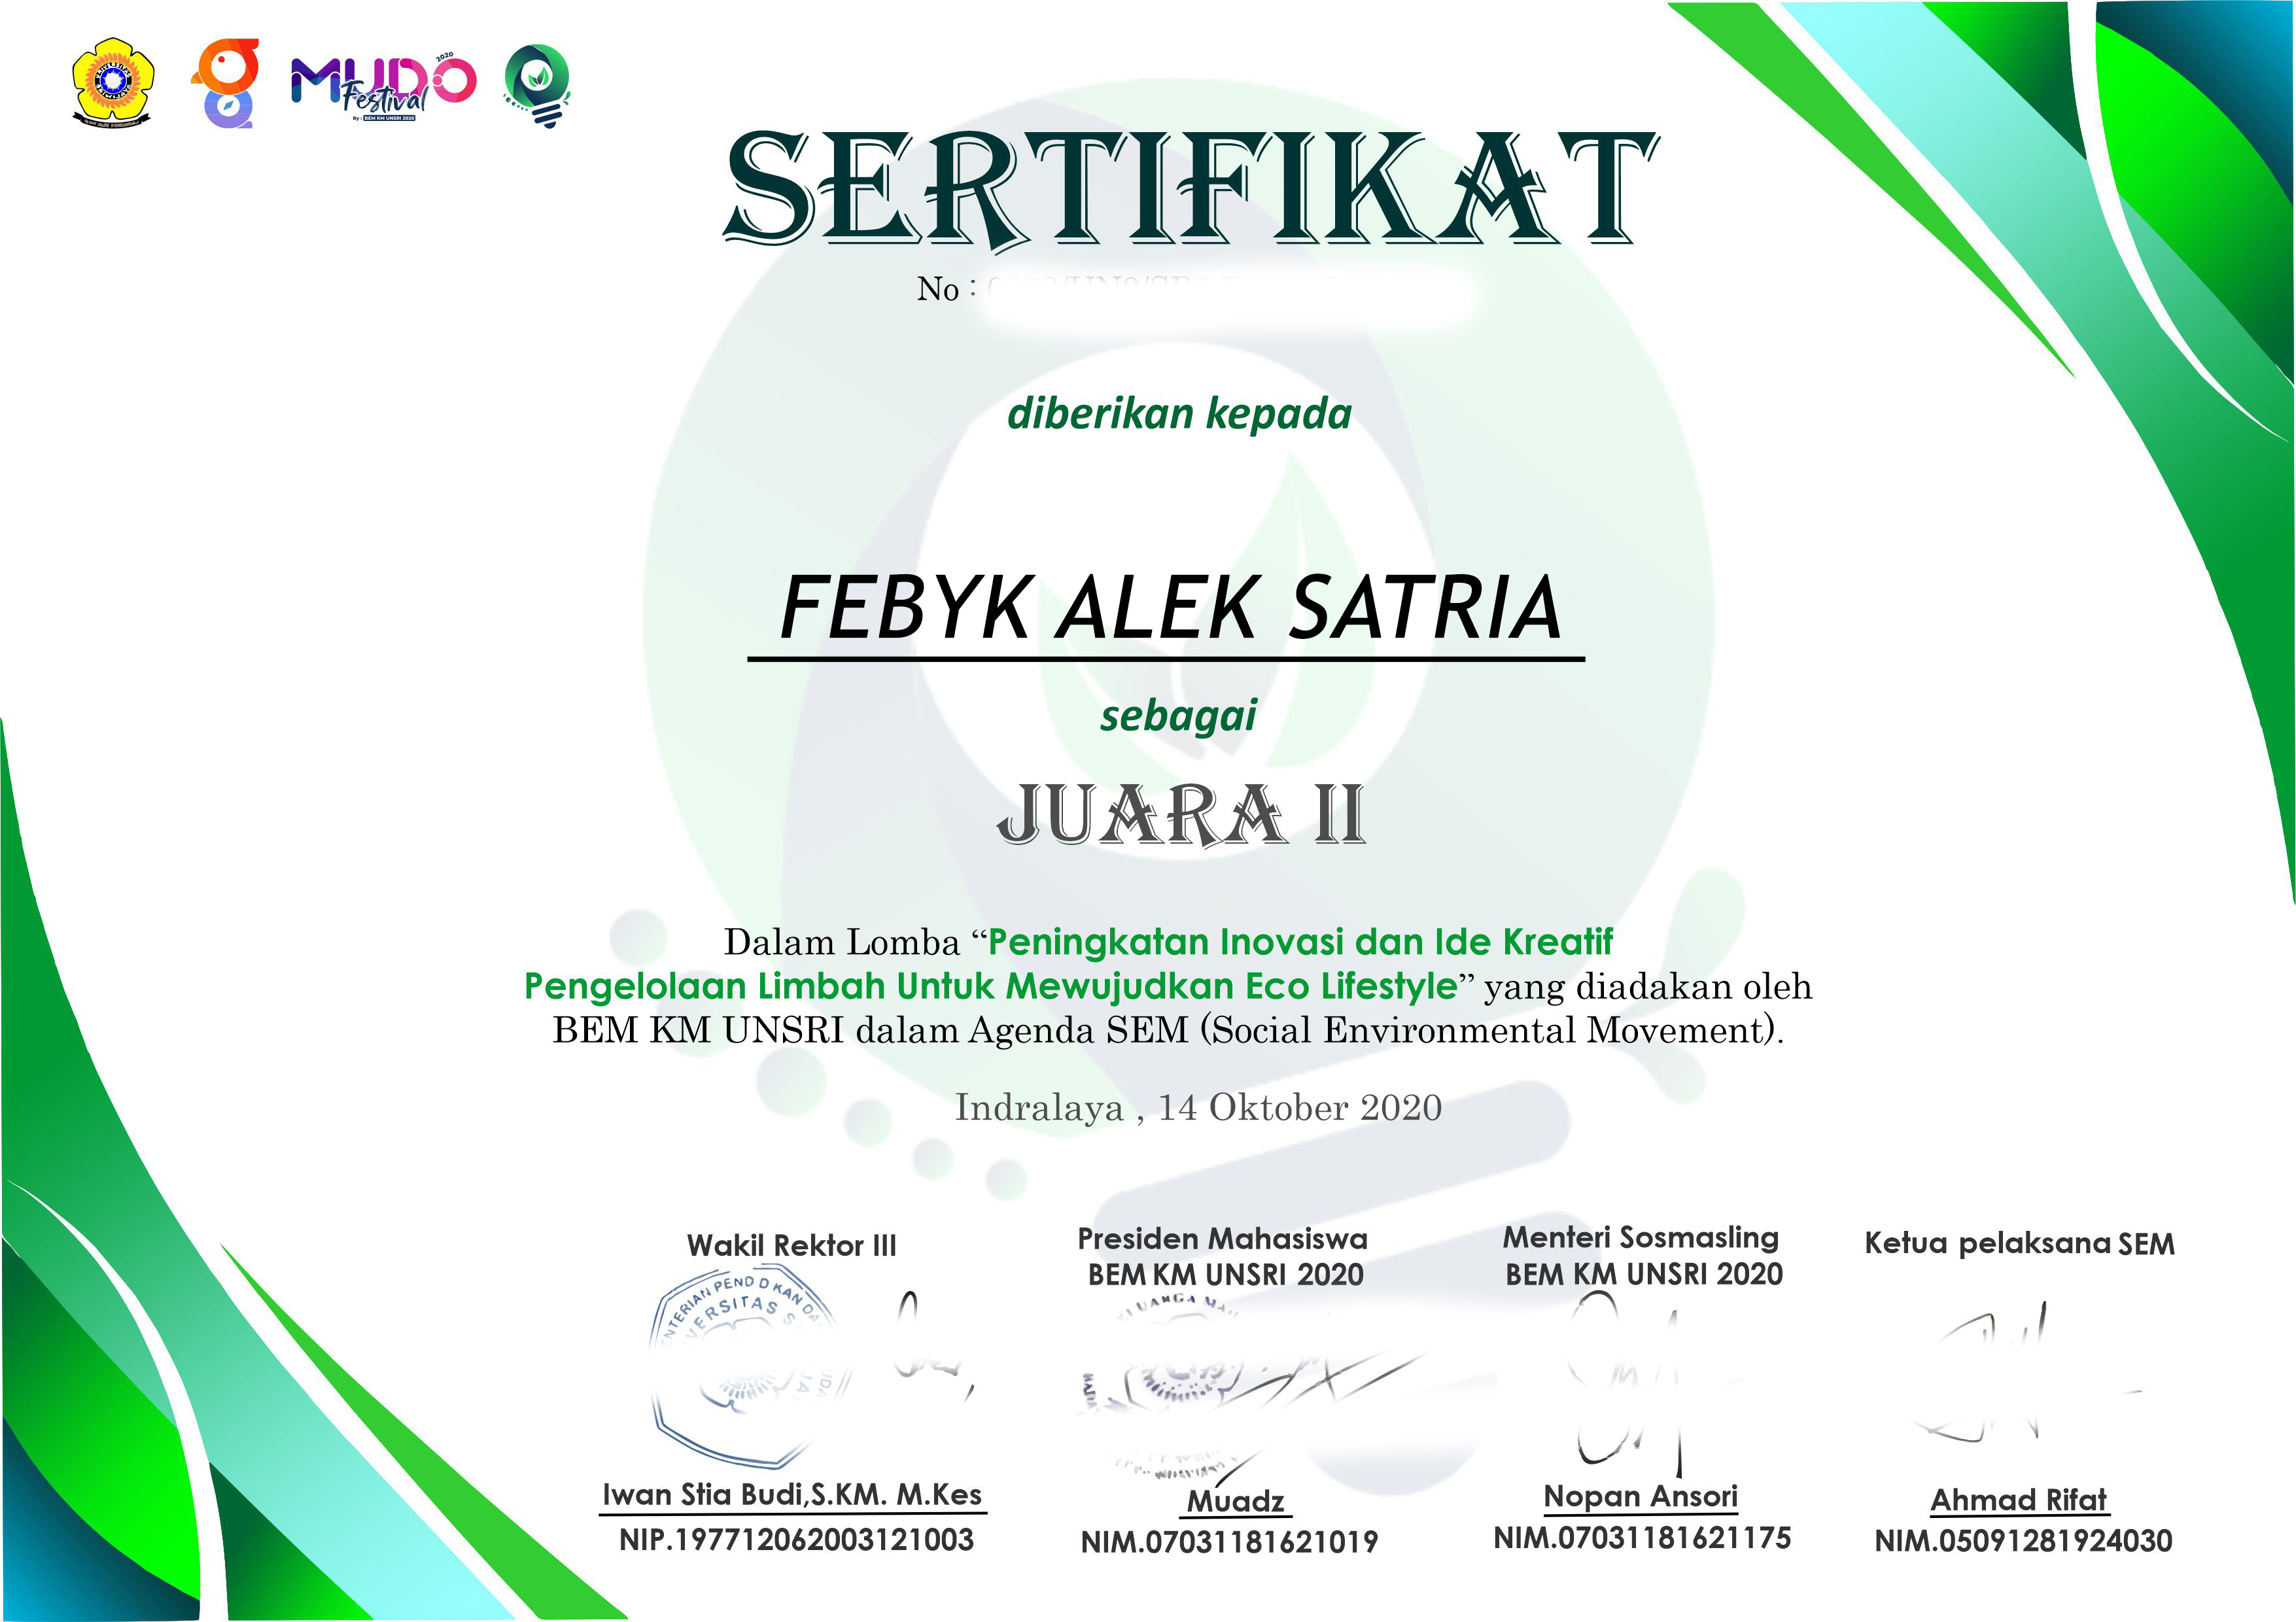 MUDO 2020
Festival
By : BEM KM UNSRI 2020
SERTIFIKAT
No :
diberikan kepada
FEBYK ALEK SATRIA
sebagai
JUARA II
Dalam Lomba “Peningkatan Inovasi dan Ide Kreatif
Pengelolaan Limbah Untuk Mewujudkan Eco Lifestyle” yang diadakan oleh
BEM KM UNSRI dalam Agenda SEM (Social Environmental Movement).
Indralaya , 14 Oktober 2020
Wakil Rektor III
Iwan Stia Budi,S.KM. M.Kes
NIP.197712062003121003
Presiden Mahasiswa
BEM KM UNSRI 2020
Muadz
NIM.07031181621019
Menteri Sosmasling
BEM KM UNSRI 2020
Nopan Ansori
NIM.07031181621175
Ketua pelaksana SEM
Ahmad Rifat
NIM.05091281924030